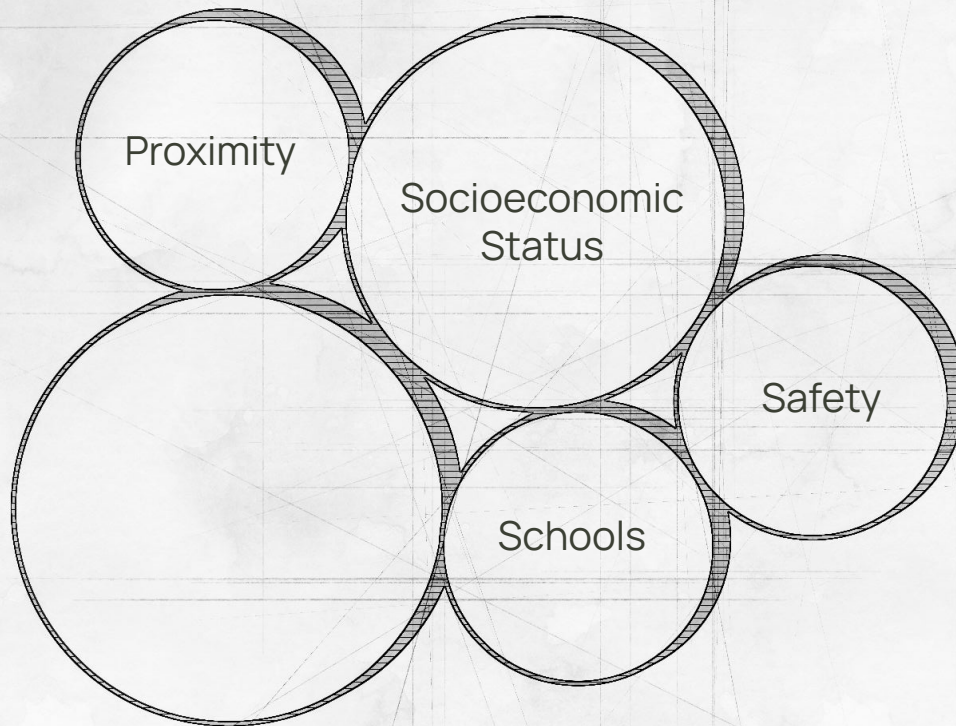 Proximity
Socioeconomic
Status
Safety
Schools